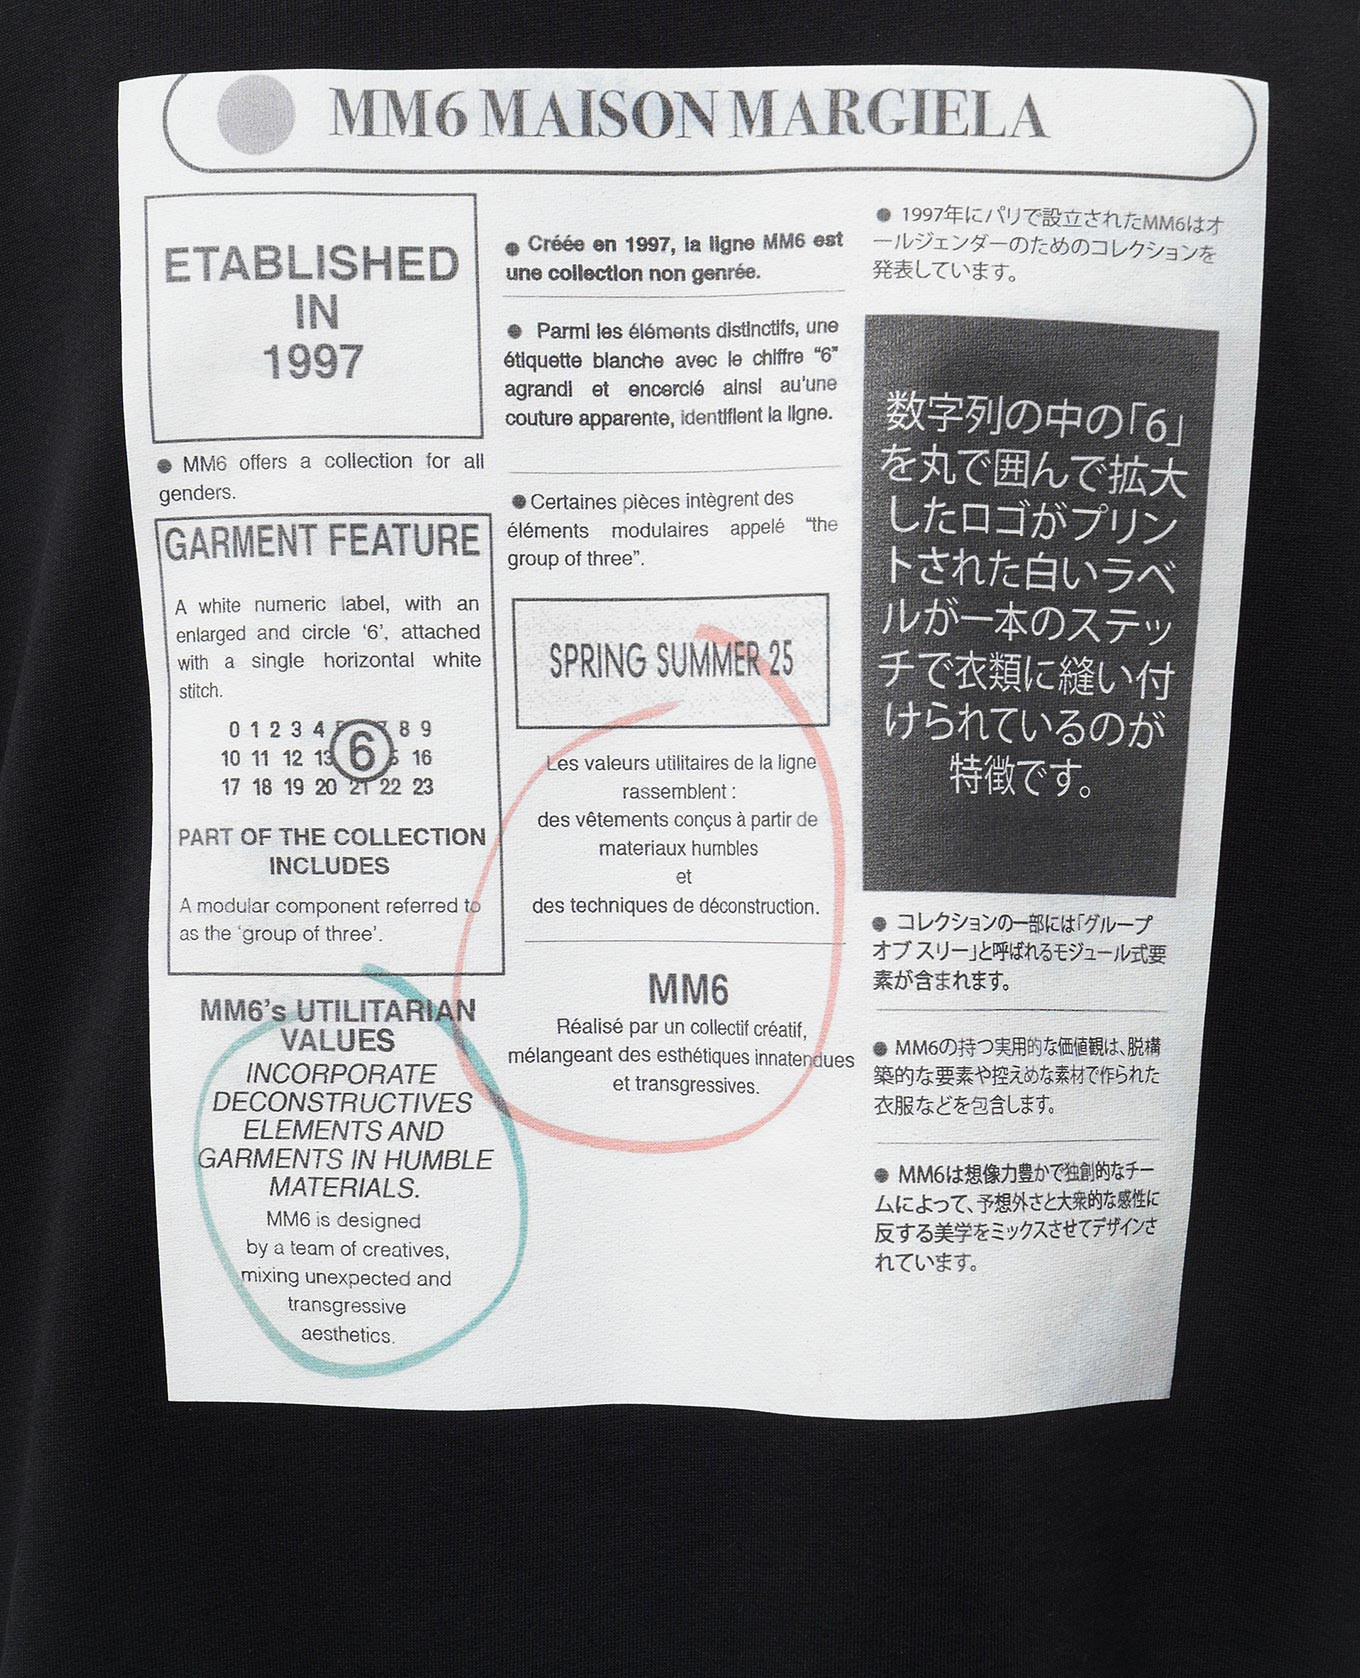 MM6 MAISON MARGIELA
ETABLISHED
IN
1997
● MM6 offers a collection for all
genders.
GARMENT FEATURE
A white numeric label, with an
enlarged and circle ‘6’, attached
with a single horizontal white
stitch.
0 1 2 3 4 8 9
10 11 12 13 6 16
17 18 19 20 21 22 23
PART OF THE COLLECTION
INCLUDES
A modular component referred to
as the ‘group of three’.
MM6’s UTILITARIAN
VALUES
INCORPORATE
DECONSTRUCTIVES
ELEMENTS AND
GARMENTS IN HUMBLE
MATERIALS.
MM6 is designed
by a team of creatives,
mixing unexpected and
transgressive
aesthetics.
● Créée en 1997, la ligne MM6 est
une collection non genrée.
● Parmi les éléments distinctifs, une
étiquette blanche avec le chiffre “6”
agrandi et encerclé ainsi au’une
couture apparente, identifient la ligne.
● Certaines pièces intègrent des
éléments modulaires appelé “the
group of three”.
SPRING SUMMER 25
Les valeurs utilitaires de la ligne
rassemblent :
des vêtements conçus à partir de
materiaux humbles
et
des techniques de déconstruction.
MM6
Réalisé par un collectif créatif,
mélangeant des esthétiques innatendues
et transgressives.
● 1997年にパリで設立されたMM6はオ
ールジェンダーのためのコレクションを
発表しています。
数字列の中の「6」
を丸で囲んで拡大
したロゴがプリン
トされた白いラベ
ルが一本のステッ
チで衣類に縫い付
けられているのが
特徴です。
● コレクションの一部には「グループ
オブ スリー」と呼ばれるモジュール式要
素が含まれます。
● MM6の持つ実用的な価値観は、脱構
築的な要素や控えめな素材で作られた
衣服などを包含します。
● MM6は想像力豊かで独創的なチー
ムによって、予想外さと大衆的な感性に
反する美学をミックスさせてデザインさ
れています。